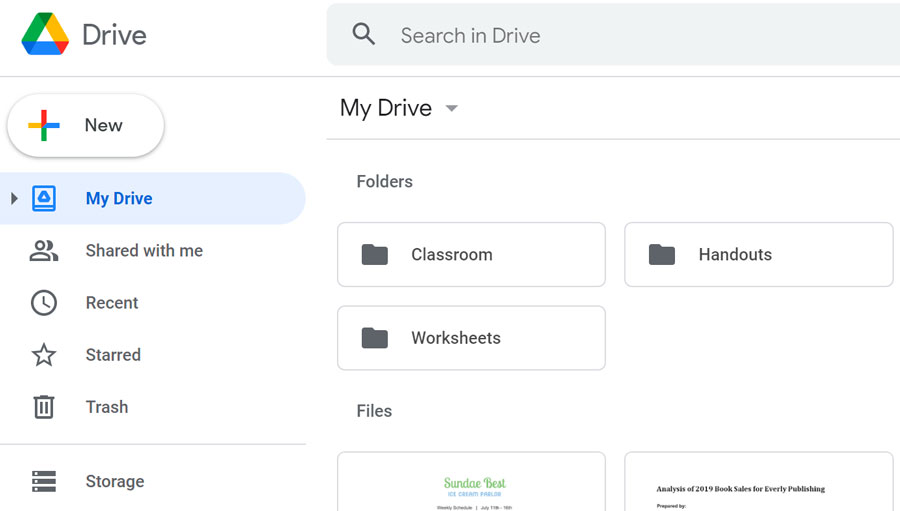 Drive
Search in Drive
New
My Drive
My Drive
Shared with me
Recent
Starred
Trash
Storage
Folders
Classroom
Handouts
Worksheets
Files
Sundae Best
ICE CREAM PARLOR
Weekly Schedule | July 11th - 16th
Analysis of 2019 Book Sales for Everly Publishing
Prepared by: